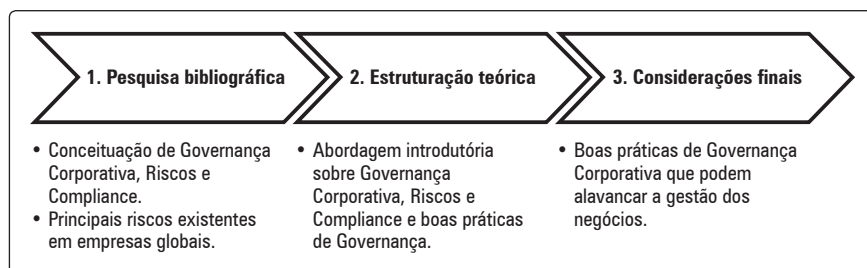 1. Pesquisa bibliográfica
2. Estruturação teórica
3. Considerações finais
• Conceituação de Governança
Corporativa, Riscos e
Compliance.
• Principais riscos existentes
em empresas globais.
• Abordagem introdutória
sobre Governança
Corporativa, Riscos e
Compliance e boas práticas
de Governança.
• Boas práticas de Governança
Corporativa que podem
alavancar a gestão dos
negócios.